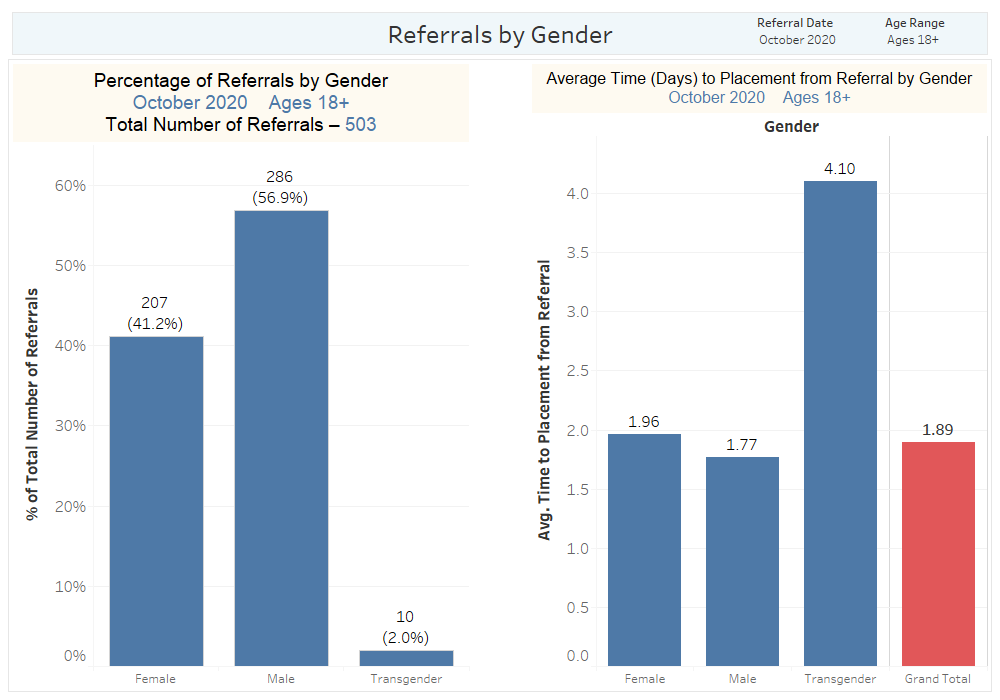 Referrals by Gender
Referral Date
October 2020
Age Range
Ages 18+
Percentage of Referrals by Gender
October 2020 Ages 18+
Total Number of Referrals – 503
% of Total Number of Referrals
60%
50%
40%
30%
20%
10%
0%
207
(41.2%)
286
(56.9%)
10
(2.0%)
Female
Male
Transgender
Average Time (Days) to Placement from Referral by Gender
October 2020 Ages 18+
Gender
Avg. Time to Placement from Referral
4.0
3.5
3.0
2.5
2.0
1.5
1.0
0.5
0.0
1.96
1.77
4.10
1.89
Female
Male
Transgender
Grand Total